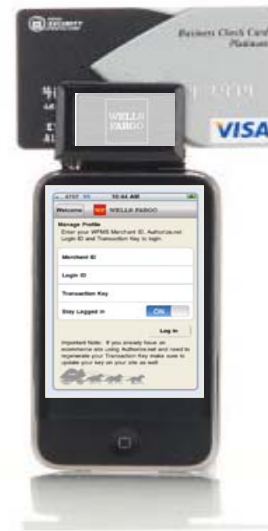 SECURITY
Business Check Card
Platinum
VISA
WELLS
FARGO
AT&T 10:44 AM
Welcome WF WELLS FARGO
Manage Profile
Enter your WFMS Merchant ID, Authorize.net
Login ID and Transaction Key to login.
Merchant ID
Login ID
Transaction Key
Stay Logged in ON
Log in
Important Note: If you already have an
ecommerce site using Authorize.net and need to
regenerate your Transaction Key make sure to
update your key on your site as well